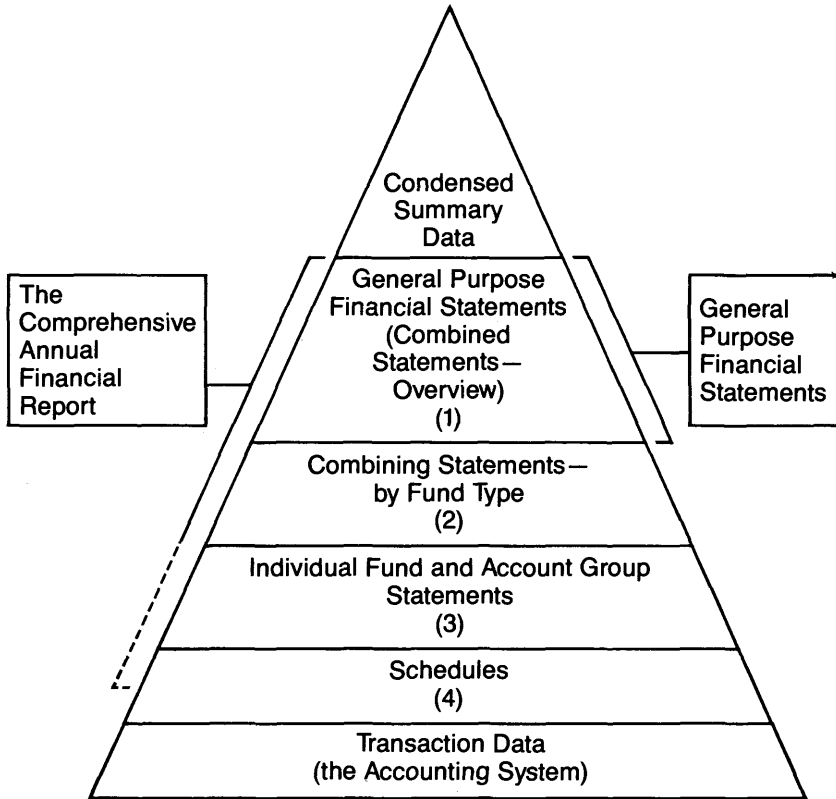 Condensed
Summary
Data
The
Comprehensive
Annual
Financial
Report
General Purpose
Financial Statements
(Combined
Statements—
Overview)
(1)
General
Purpose
Financial
Statements
Combining Statements—
by Fund Type
(2)
Individual Fund and Account Group
Statements
(3)
Schedules
(4)
Transaction Data
(the Accounting System)